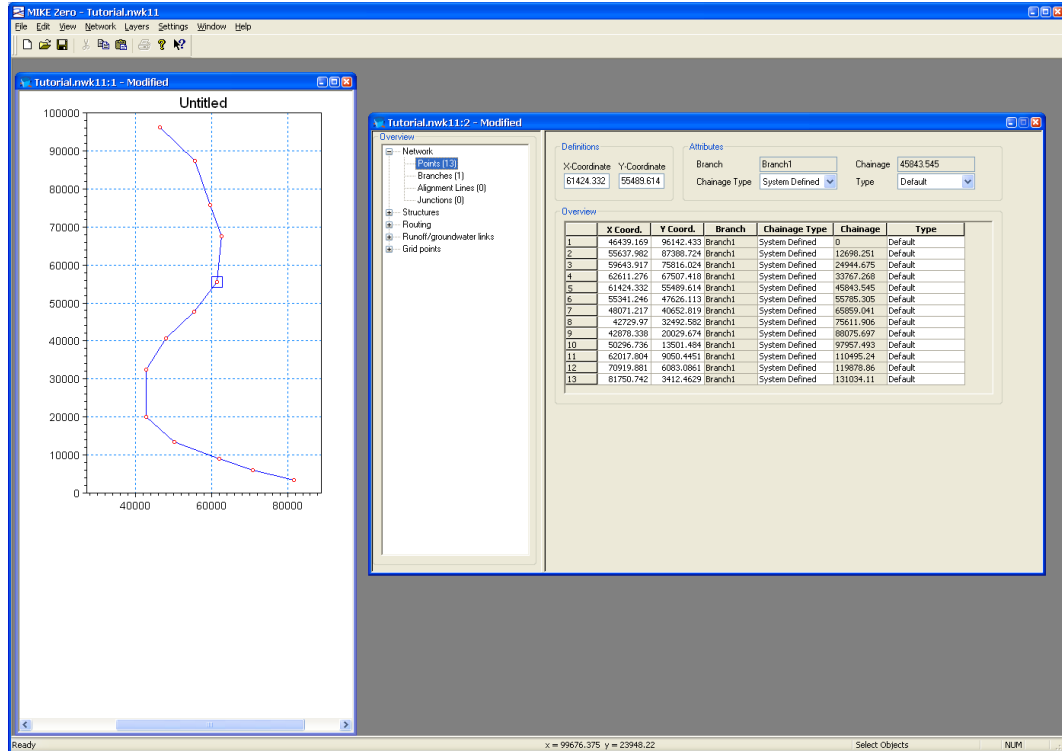 MIKE Zero - Tutorial.nwk11
File Edit View Network Layers Settings Window Help
Tutorial.nwk11:1 - Modified
Untitled
100000
90000
80000
70000
60000
50000
40000
30000
20000
10000
0
40000 60000 80000
Tutorial.nwk11:2 - Modified
Overview
Network
Points (13)
Branches (1)
Alignment Lines (0)
Junctions (0)
Structures
Routing
Runoff/groundwater links
Grid points
Definitions
X-Coordinate Y-Coordinate
61424.332 55489.614
Attributes
Branch Branch1 Chainage 45843.545
Chainage Type System Defined Type Default
Overview
X Coord. Y Coord. Branch Chainage Type Chainage Type
1 46439.169 96142.433 Branch1 System Defined 0 Default
2 55637.982 87388.724 Branch1 System Defined 12698.251 Default
3 59643.917 75816.024 Branch1 System Defined 24944.675 Default
4 62611.276 67507.418 Branch1 System Defined 33767.268 Default
5 61424.332 55489.614 Branch1 System Defined 45843.545 Default
6 55341.246 47626.113 Branch1 System Defined 55785.305 Default
7 48071.217 40652.819 Branch1 System Defined 65859.041 Default
8 42729.97 32492.582 Branch1 System Defined 75611.906 Default
9 42878.338 20029.674 Branch1 System Defined 88075.697 Default
10 50296.736 13501.484 Branch1 System Defined 97957.493 Default
11 62017.804 9050.4451 Branch1 System Defined 110495.24 Default
12 70919.881 6083.0861 Branch1 System Defined 119878.86 Default
13 81750.742 3412.4629 Branch1 System Defined 131034.11 Default
Ready x = 99676.375 y = 23948.22 Select Objects NUM